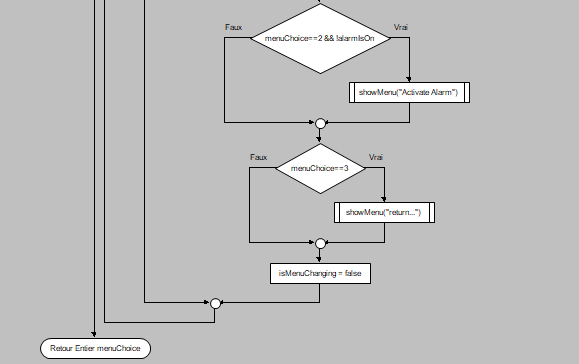 Faux
Vrai
menuChoice==2 && !alarmIsOn
showMenu("Activate Alarm")
Faux
Vrai
menuChoice==3
showMenu("return...")
isMenuChanging = false
Retour Entier menuChoice